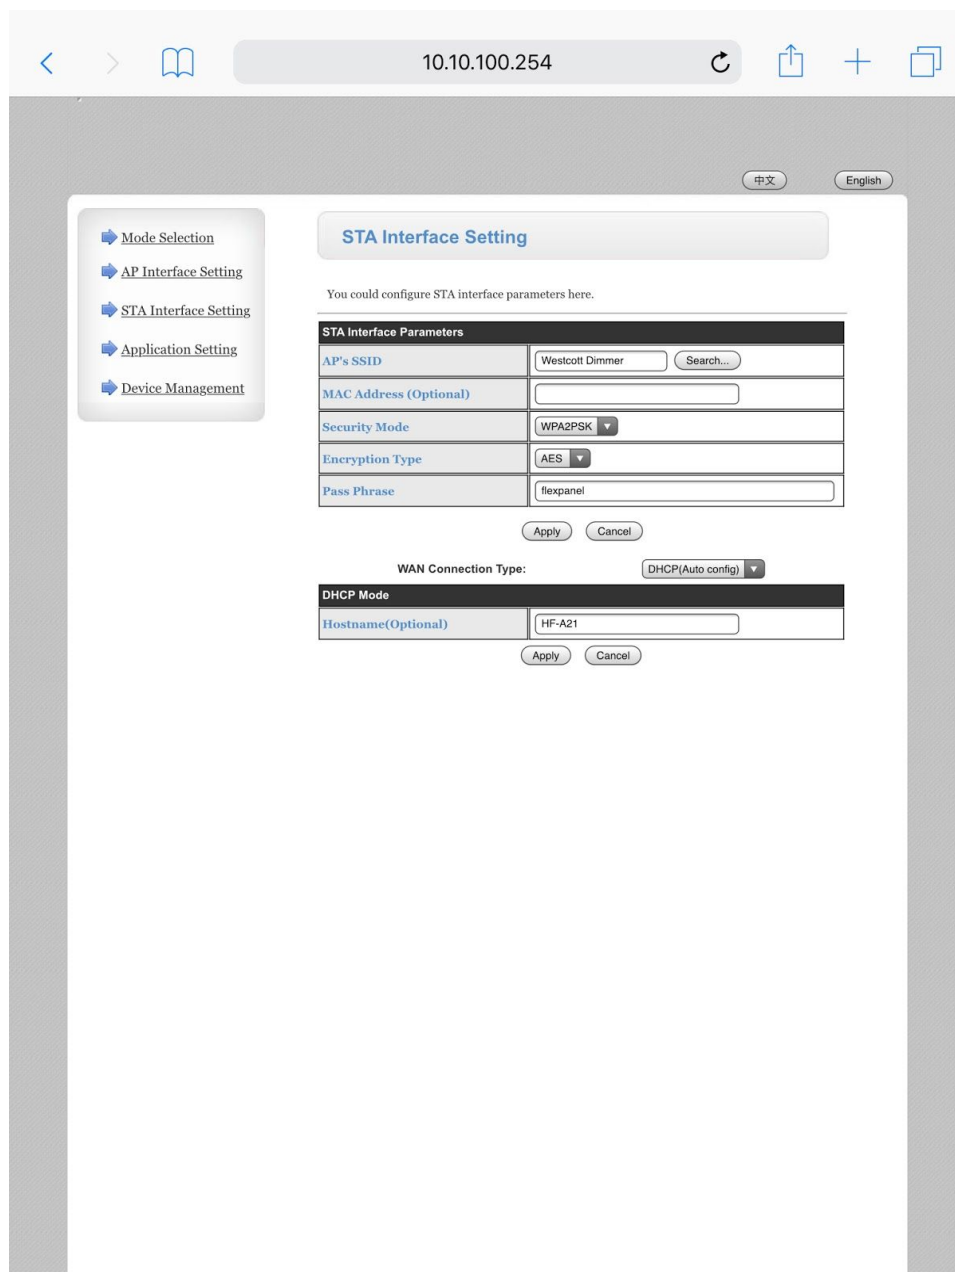 10.10.100.254
中文
English
Mode Selection
AP Interface Setting
STA Interface Setting
Application Setting
Device Management
STA Interface Setting
You could configure STA interface parameters here.
STA Interface Parameters
AP's SSID Westcott Dimmer Search...
MAC Address (Optional)
Security Mode WPA2PSK
Encryption Type AES
Pass Phrase flexpanel
Apply Cancel
WAN Connection Type: DHCP(Auto config)
DHCP Mode
Hostname(Optional) HF-A21
Apply Cancel